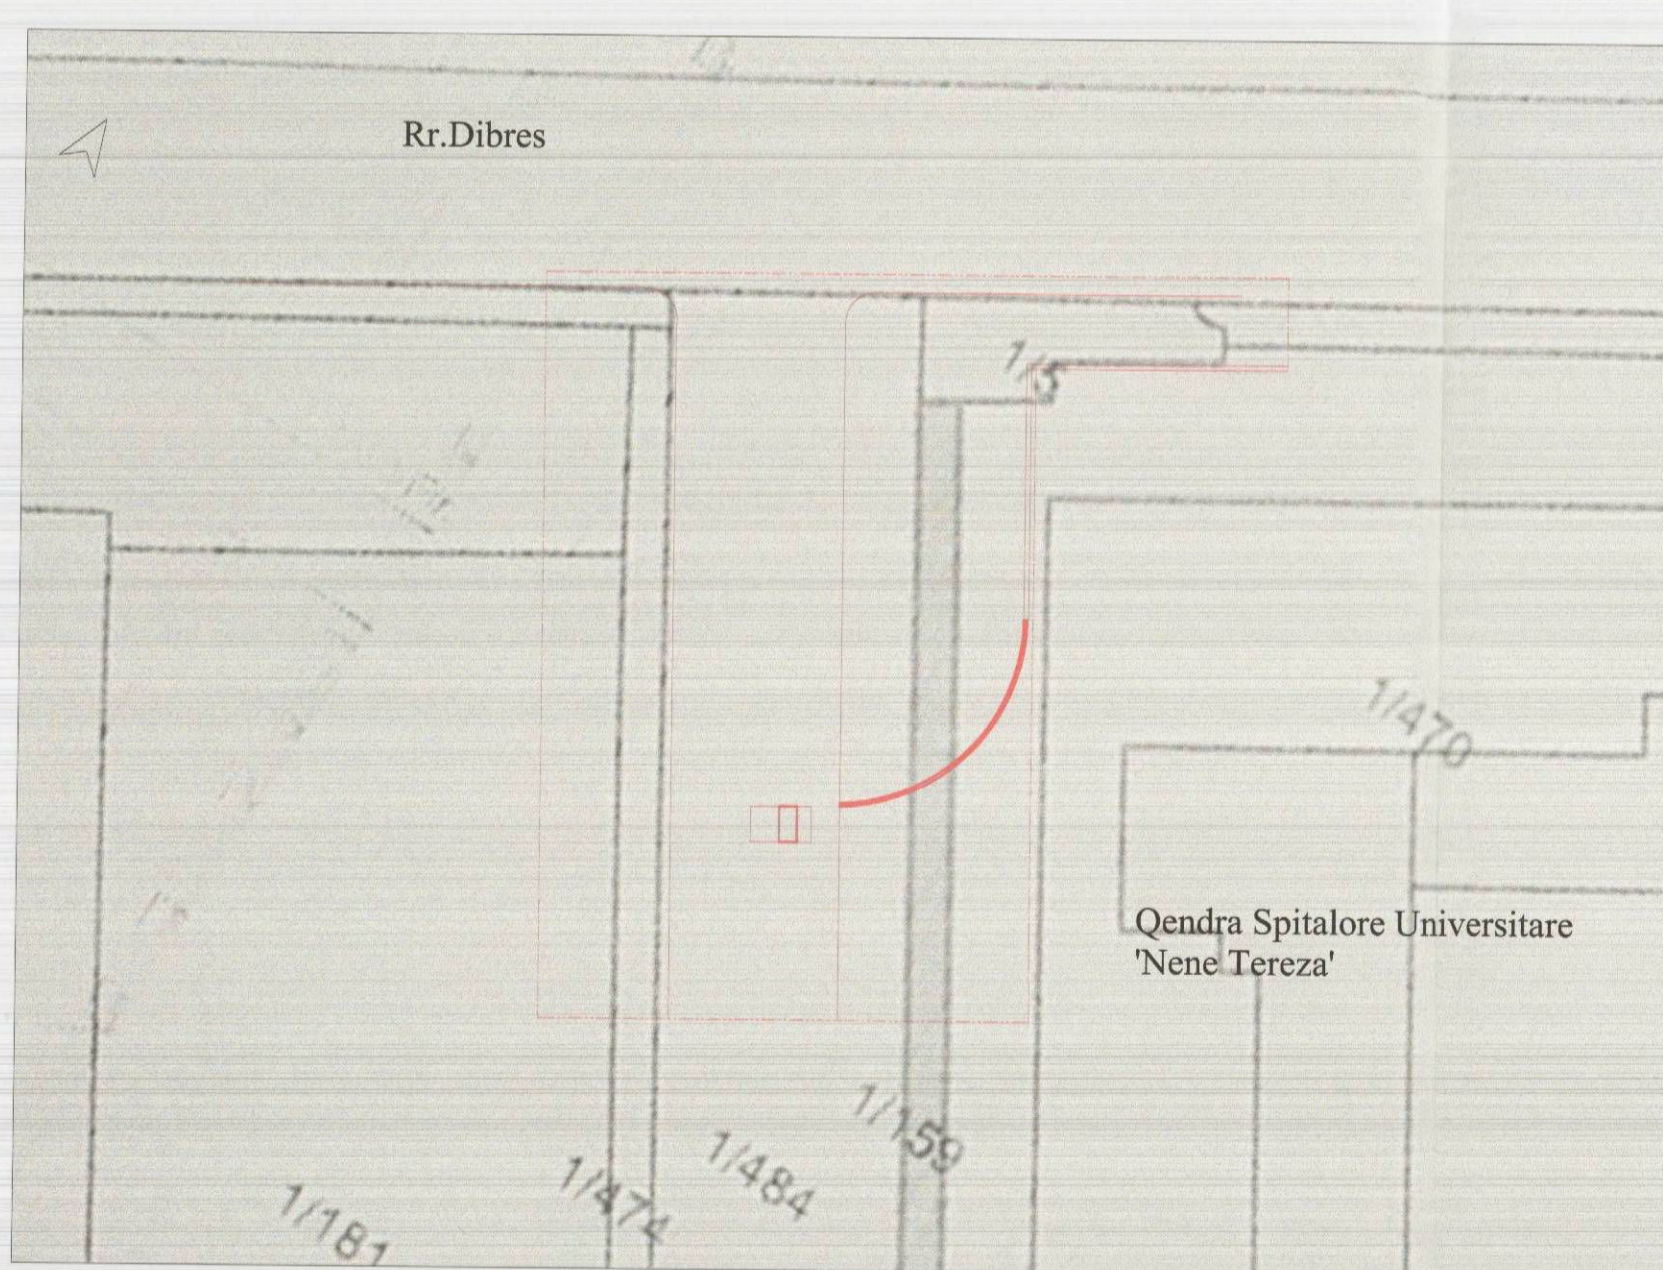 Rr.Dibres
1/5
1/470
Qendra Spitalore Universitare
'Nene Tereza'
1/159
1/484
1/474
1/181